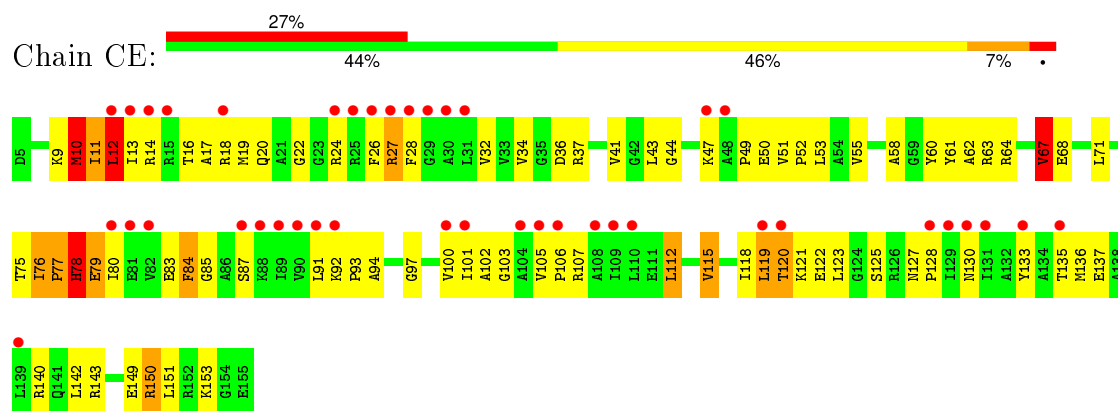 27%
Chain CE:
44% 46% 7% •
D5 K9 M10 I11 L12 I13 R14 R15 T16 A17 R18 M19 Q20 A21 G22 G23 R24 R25 F26 R27 F28 G29 A30 L31 V32 V33 V34 G35 D36 R37 V41 G42 L43 G44 K47 A48 P49 E50 V51 P52 L53 A54 V55 A58 G59 Y60 Y61 A62 R63 R64 V67 E68 L71
T75 I76 P77 H78 E79 I80 E81 V82 E83 F84 G85 A86 S87 K88 I89 V90 L91 K92 P93 A94 G97 V100 I101 A102 G103 A104 V105 P106 R107 A108 I109 L110 E111 L112 V115 I118 L119 T120 K121 E122 L123 G124 S125 R126 N127 P128 I129 N130 I131 A132 Y133 A134 T135 M136 E137 A138
L139 R140 Q141 L142 R143 E149 R150 L151 R152 K153 G154 E155